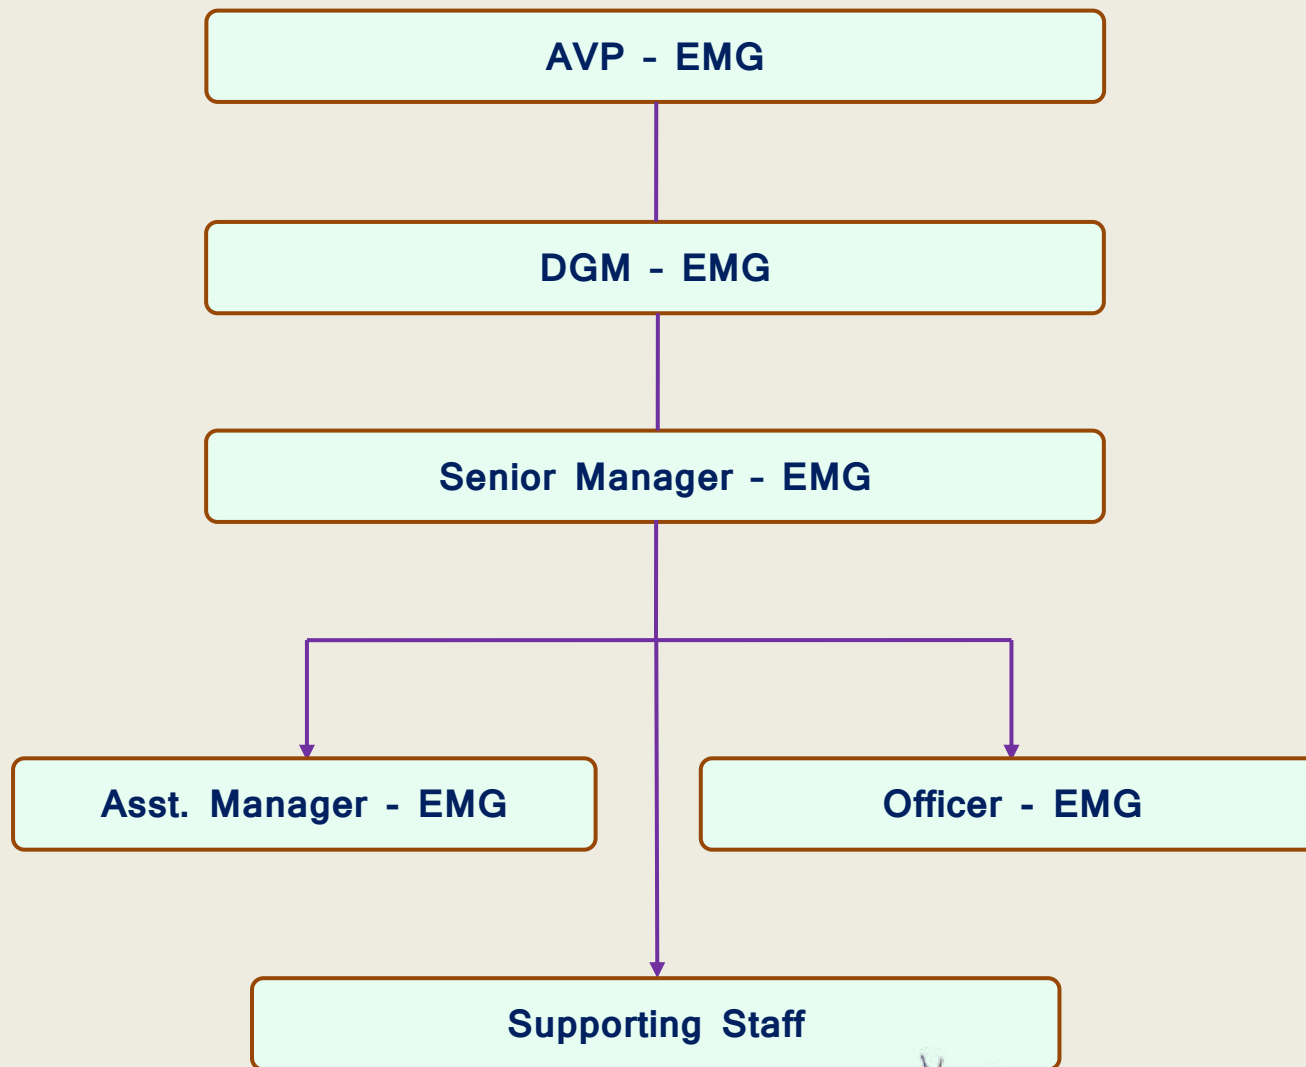 AVP - EMG
DGM - EMG
Senior Manager - EMG
Asst. Manager - EMG
Officer - EMG
Supporting Staff